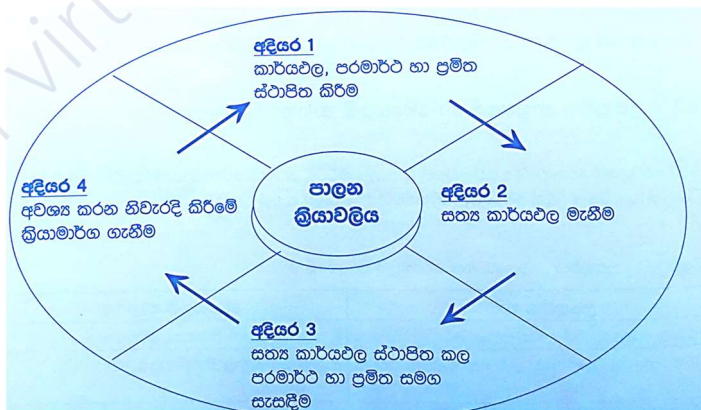 අදියර 1
කාර්යඵල, පරමාර්ථ හා ප්‍රමිත
ස්ථාපිත කිරීම
පාලන
ක්‍රියාවලිය
අදියර 2
සත්‍ය කාර්යඵල මැනීම
අදියර 3
සත්‍ය කාර්යඵල ස්ථාපිත කල
පරමාර්ථ හා ප්‍රමිත සමග
සැසඳීම
අදියර 4
අවශ්‍ය කරන නිවැරදි කිරීමේ
ක්‍රියාමාර්ග ගැනීම